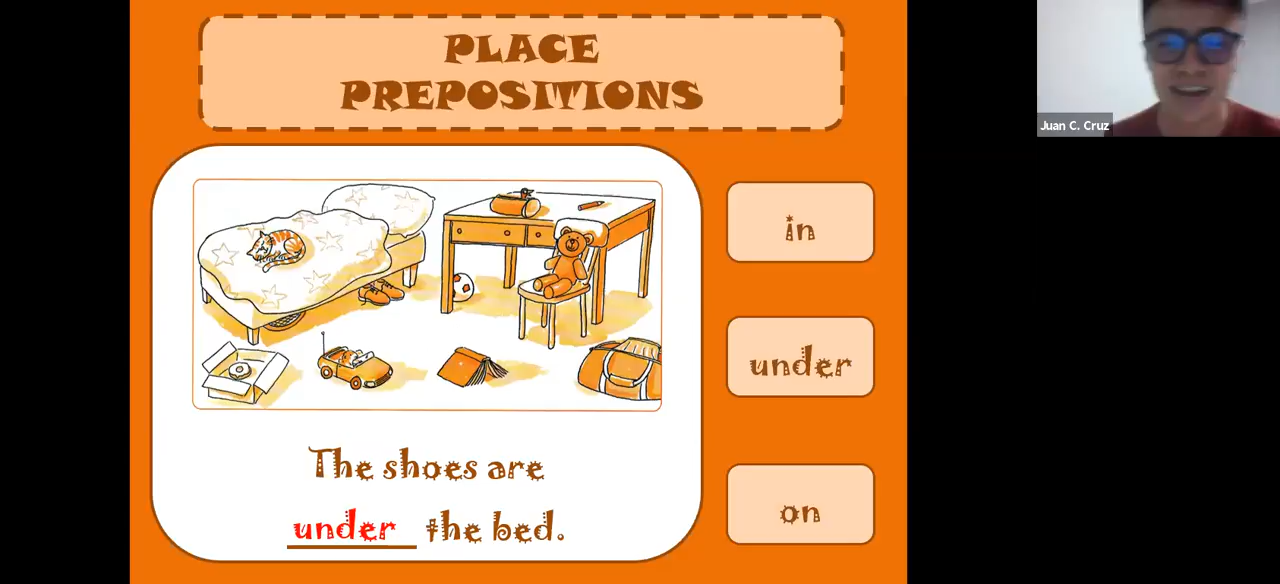 PLACE
PREPOSITIONS
Juan C. Cruz
in
under
on
The shoes are
under the bed.